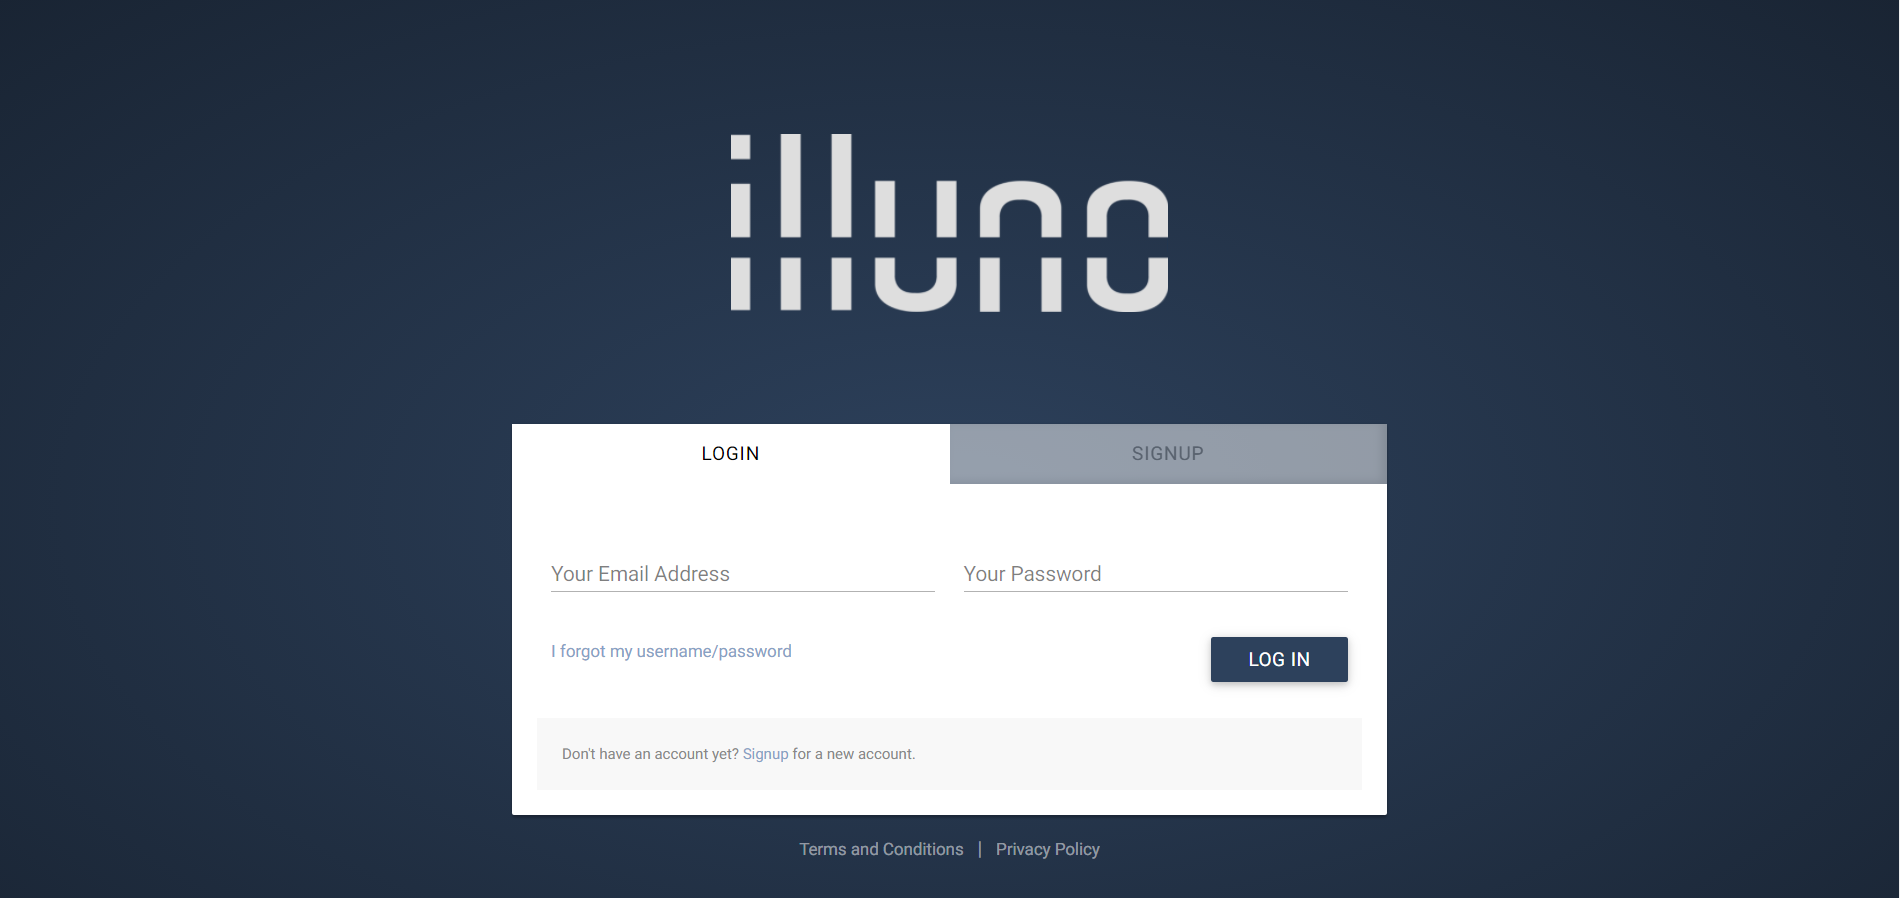 illuno
LOGIN
SIGNUP
Your Email Address
Your Password
I forgot my username/password
LOG IN
Don't have an account yet? Signup for a new account.
Terms and Conditions | Privacy Policy